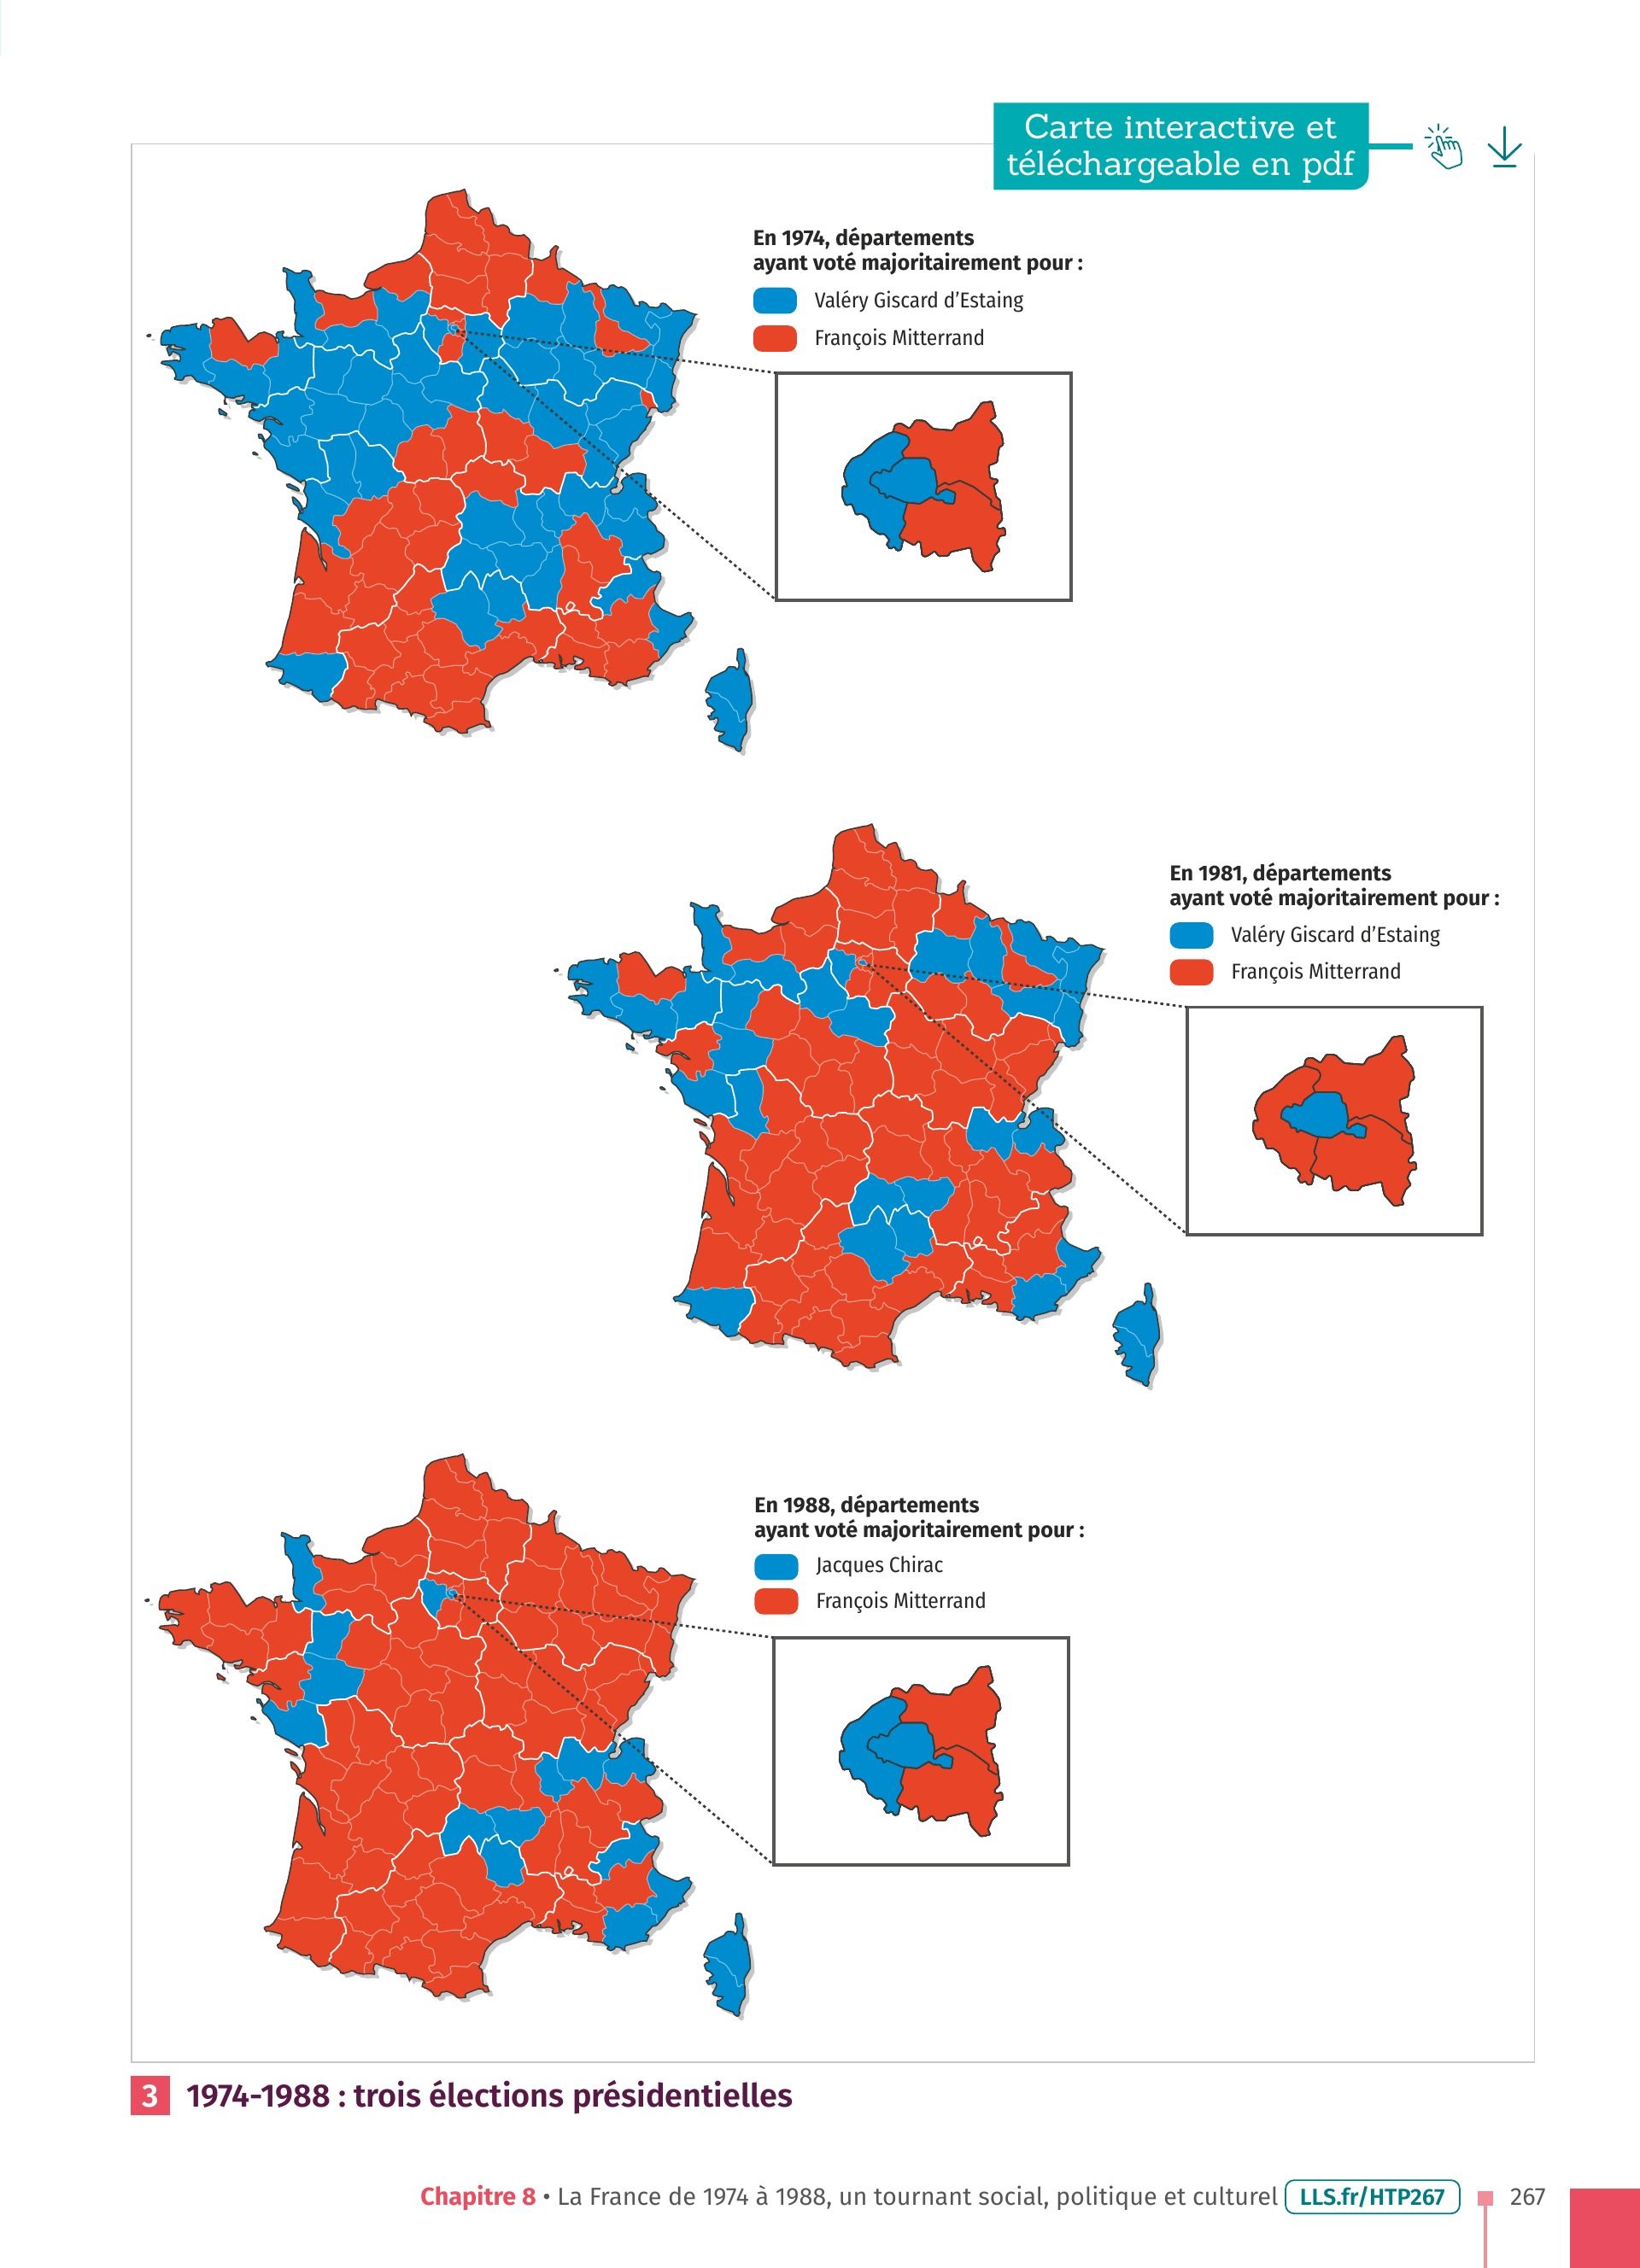 Carte interactive et
téléchargeable en pdf
En 1974, départements
ayant voté majoritairement pour :
Valéry Giscard d'Estaing
François Mitterrand
En 1981, départements
ayant voté majoritairement pour :
Valéry Giscard d'Estaing
François Mitterrand
En 1988, départements
ayant voté majoritairement pour :
Jacques Chirac
François Mitterrand
3 1974-1988 : trois élections présidentielles
Chapitre 8 • La France de 1974 à 1988, un tournant social, politique et culturel LLS.fr/HTP267 267